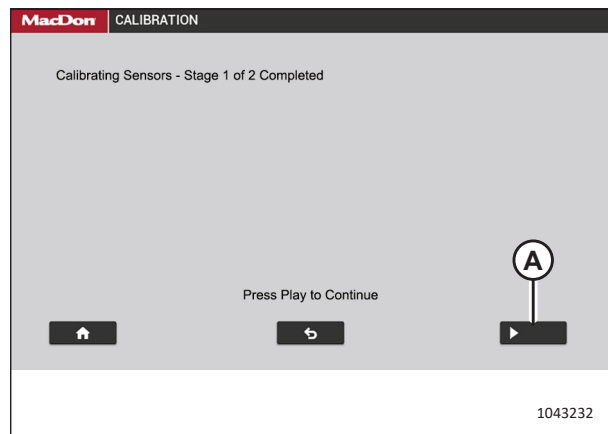 MacDon CALIBRATION
Calibrating Sensors - Stage 1 of 2 Completed
A
Press Play to Continue
1043232